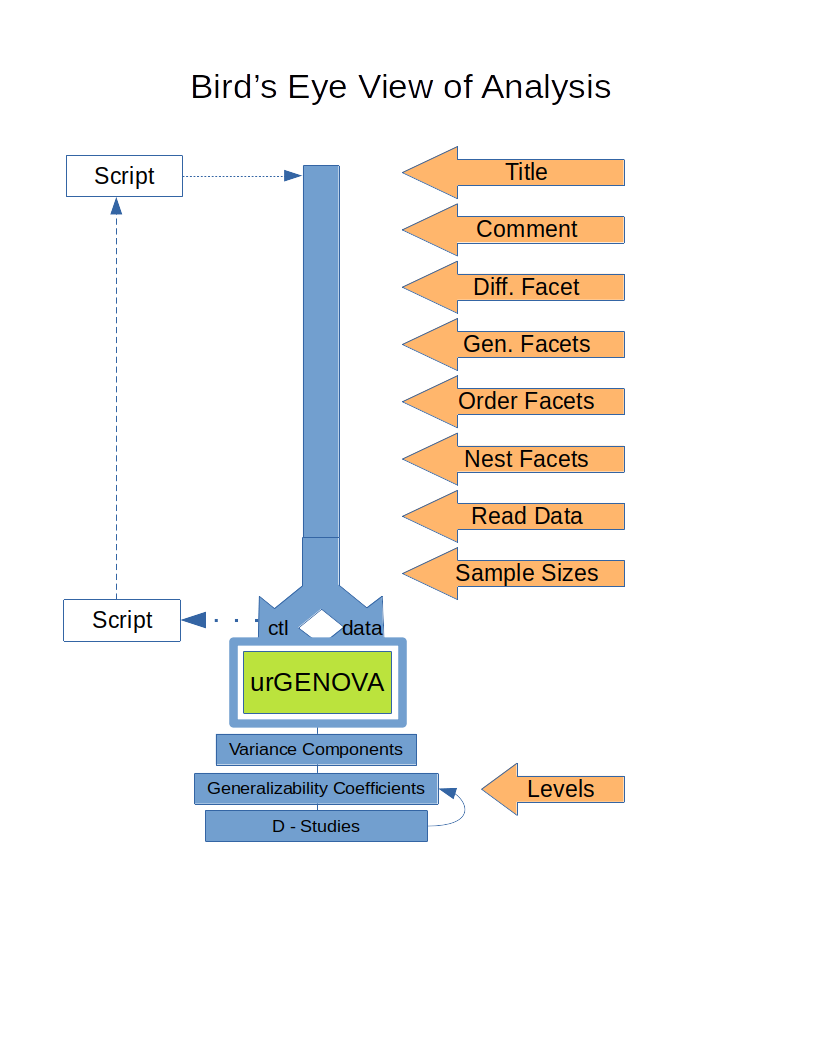 Bird’s Eye View of Analysis
Script
Title
Comment
Diff. Facet
Gen. Facets
Order Facets
Nest Facets
Read Data
Sample Sizes
Script
ctl
data
urGENOVA
Variance Components
Generalizability Coefficients
Levels
D - Studies